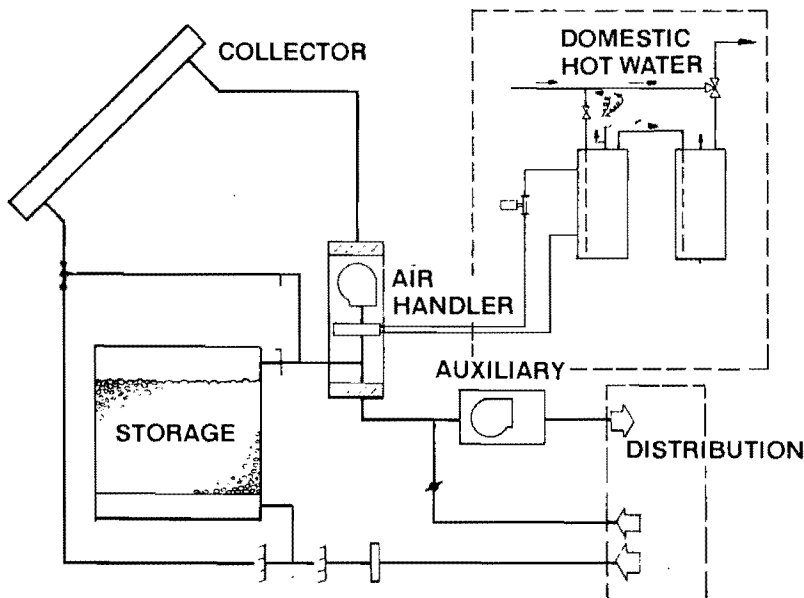 COLLECTOR
DOMESTIC
HOT WATER
AIR
HANDLER
AUXILIARY
STORAGE
DISTRIBUTION